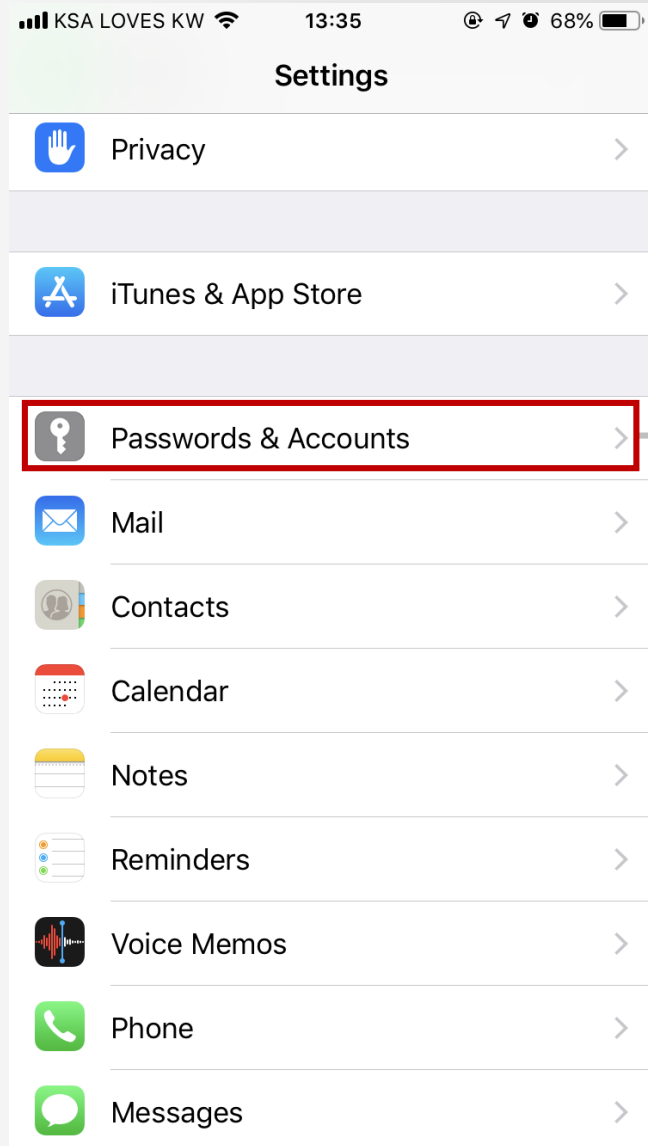 KSA LOVES KW 13:35 68%
Settings
Privacy
iTunes & App Store
Passwords & Accounts
Mail
Contacts
Calendar
Notes
Reminders
Voice Memos
Phone
Messages